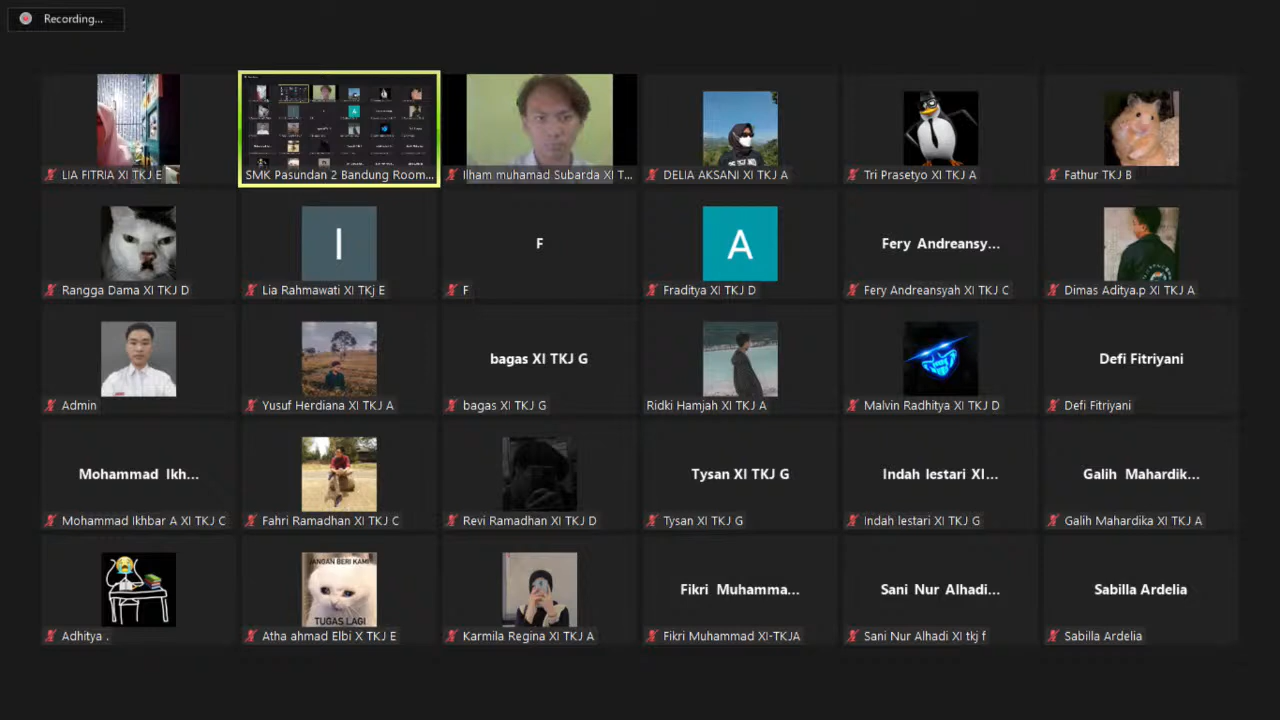 Recording...
LIA FITRIA XI TKJ E
SMK Pasundan 2 Bandung Room...
Ilham muhamad Subarda XI T...
DELIA AKSANI XI TKJ A
Tri Prasetyo XI TKJ A
Fathur TKJ B
I
F
A
Fery Andreansy...
Rangga Dama XI TKJ D
Lia Rahmawati XI TKj E
F
Fraditya XI TKJ D
Fery Andreansyah XI TKJ C
Dimas Aditya.p XI TKJ A
bagas XI TKJ G
Defi Fitriyani
Admin
Yusuf Herdiana XI TKJ A
bagas XI TKJ G
Ridki Hamjah XI TKJ A
Malvin Radhitya XI TKJ D
Defi Fitriyani
Mohammad Ikh...
Tysan XI TKJ G
Indah lestari XI...
Galih Mahardik...
Mohammad Ikhbar A XI TKJ C
Fahri Ramadhan XI TKJ C
Revi Ramadhan XI TKJ D
Tysan XI TKJ G
Indah lestari XI TKJ G
Galih Mahardika XI TKJ A
JANGAN BERI KAMI
TUGAS LAGI
Fikri Muhamma...
Sani Nur Alhadi...
Sabilla Ardelia
Adhitya .
Atha ahmad Elbi X TKJ E
Karmila Regina XI TKJ A
Fikri Muhammad XI-TKJA
Sani Nur Alhadi XI tkj f
Sabilla Ardelia